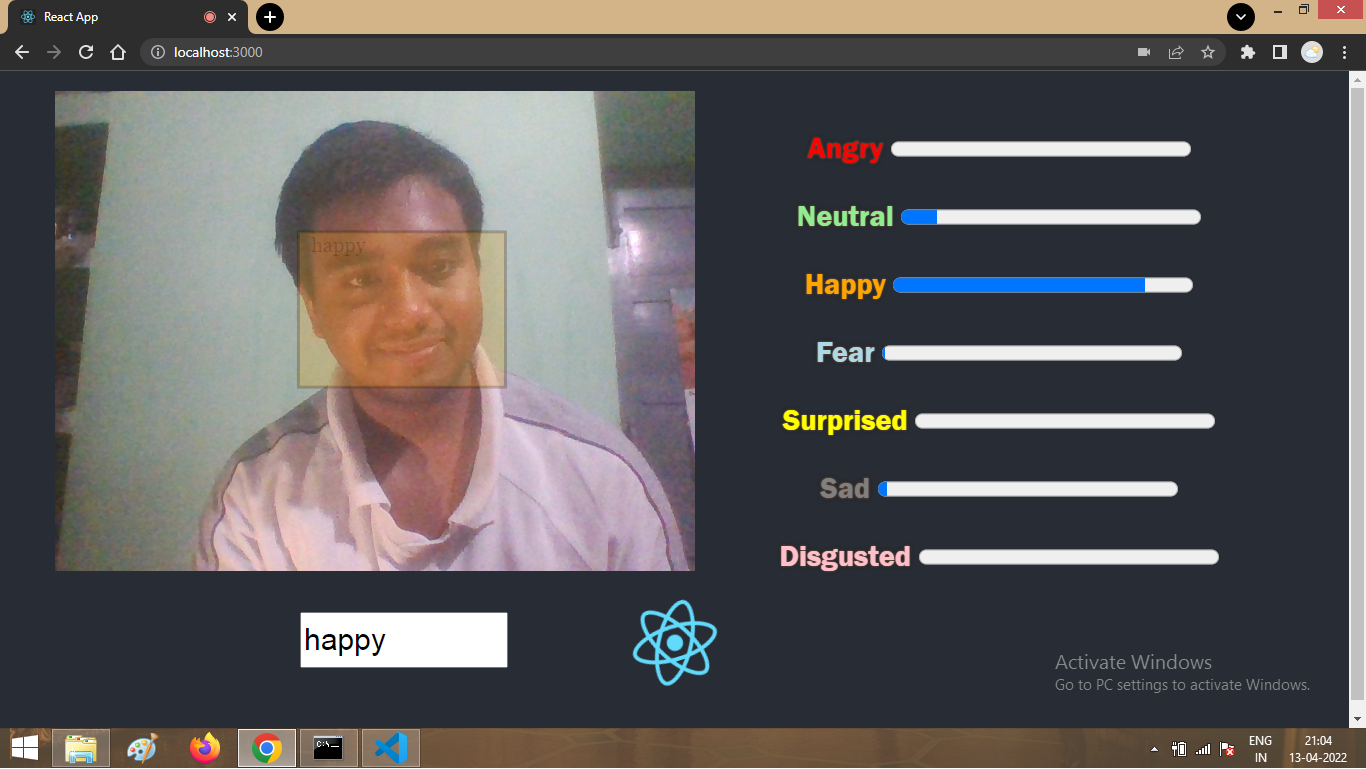 React App
localhost:3000
happy
Angry
Neutral
Happy
Fear
Surprised
Sad
Disgusted
happy
Activate Windows
Go to PC settings to activate Windows.
C:\_
ENG
IN
21:04
13-04-2022